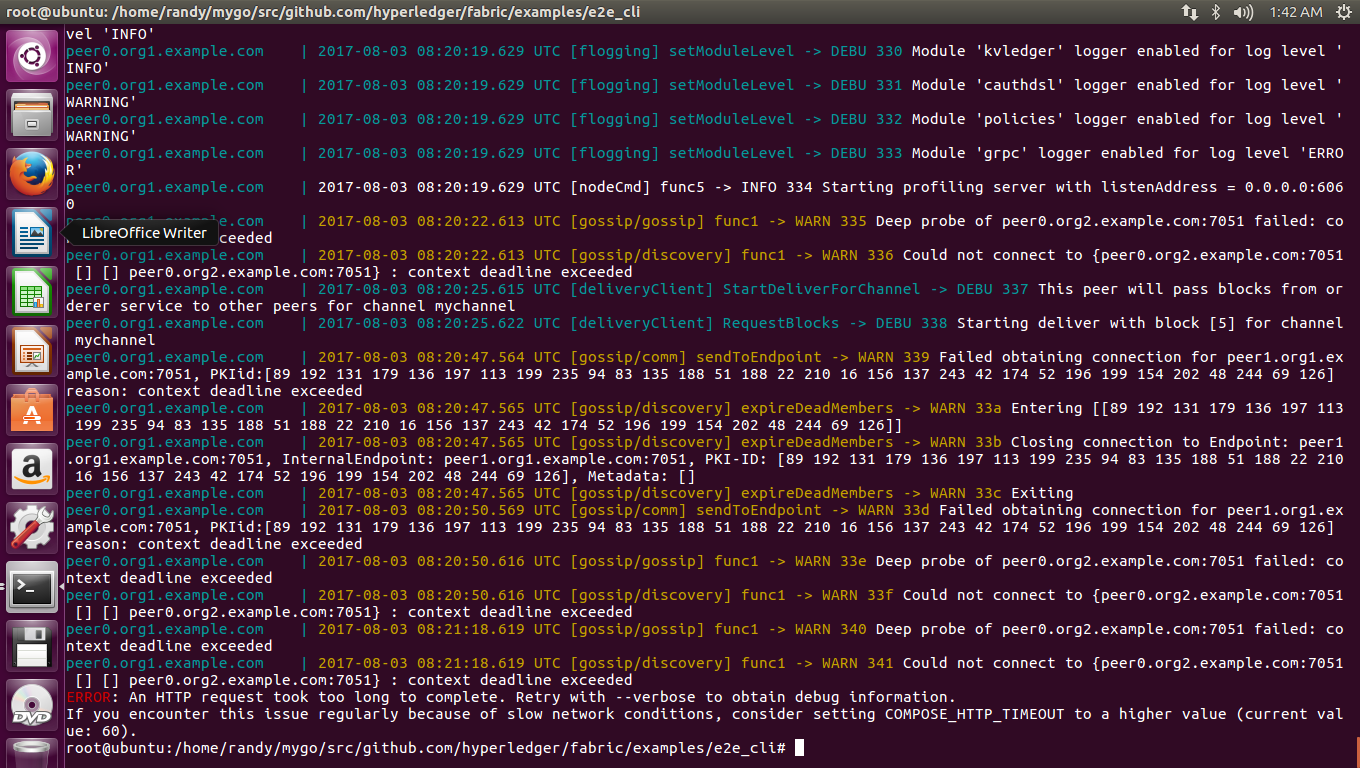 root@ubuntu: /home/randy/mygo/src/github.com/hyperledger/fabric/examples/e2e_cli
1:42 AM
vel 'INFO'
peer0.org1.example.com    | 2017-08-03 08:20:19.629 UTC [flogging] setModuleLevel -> DEBU 330 Module 'kvledger' logger enabled for log level '
INFO'
peer0.org1.example.com    | 2017-08-03 08:20:19.629 UTC [flogging] setModuleLevel -> DEBU 331 Module 'cauthdsl' logger enabled for log level '
WARNING'
peer0.org1.example.com    | 2017-08-03 08:20:19.629 UTC [flogging] setModuleLevel -> DEBU 332 Module 'policies' logger enabled for log level '
WARNING'
peer0.org1.example.com    | 2017-08-03 08:20:19.629 UTC [flogging] setModuleLevel -> DEBU 333 Module 'grpc' logger enabled for log level 'ERRO
R'
peer0.org1.example.com    | 2017-08-03 08:20:19.629 UTC [nodeCmd] func5 -> INFO 334 Starting profiling server with listenAddress = 0.0.0.0:606
0
peer0.org1.example.com    | 2017-08-03 08:20:22.613 UTC [gossip/gossip] func1 -> WARN 335 Deep probe of peer0.org2.example.com:7051 failed: co
LibreOffice Writer
ceeded
peer0.org1.example.com    | 2017-08-03 08:20:22.613 UTC [gossip/discovery] func1 -> WARN 336 Could not connect to {peer0.org2.example.com:7051
 [] [] peer0.org2.example.com:7051} : context deadline exceeded
peer0.org1.example.com    | 2017-08-03 08:20:25.615 UTC [deliveryClient] StartDeliverForChannel -> DEBU 337 This peer will pass blocks from or
derer service to other peers for channel mychannel
peer0.org1.example.com    | 2017-08-03 08:20:25.622 UTC [deliveryClient] RequestBlocks -> DEBU 338 Starting deliver with block [5] for channel
 mychannel
peer0.org1.example.com    | 2017-08-03 08:20:47.564 UTC [gossip/comm] sendToEndpoint -> WARN 339 Failed obtaining connection for peer1.org1.ex
ample.com:7051, PKIid:[89 192 131 179 136 197 113 199 235 94 83 135 188 51 188 22 210 16 156 137 243 42 174 52 196 199 154 202 48 244 69 126]
reason: context deadline exceeded
peer0.org1.example.com    | 2017-08-03 08:20:47.565 UTC [gossip/discovery] expireDeadMembers -> WARN 33a Entering [[89 192 131 179 136 197 113
 199 235 94 83 135 188 51 188 22 210 16 156 137 243 42 174 52 196 199 154 202 48 244 69 126]]
peer0.org1.example.com    | 2017-08-03 08:20:47.565 UTC [gossip/discovery] expireDeadMembers -> WARN 33b Closing connection to Endpoint: peer1
.org1.example.com:7051, InternalEndpoint: peer1.org1.example.com:7051, PKI-ID: [89 192 131 179 136 197 113 199 235 94 83 135 188 51 188 22 210
 16 156 137 243 42 174 52 196 199 154 202 48 244 69 126], Metadata: []
peer0.org1.example.com    | 2017-08-03 08:20:47.565 UTC [gossip/discovery] expireDeadMembers -> WARN 33c Exiting
peer0.org1.example.com    | 2017-08-03 08:20:50.569 UTC [gossip/comm] sendToEndpoint -> WARN 33d Failed obtaining connection for peer1.org1.ex
ample.com:7051, PKIid:[89 192 131 179 136 197 113 199 235 94 83 135 188 51 188 22 210 16 156 137 243 42 174 52 196 199 154 202 48 244 69 126]
reason: context deadline exceeded
peer0.org1.example.com    | 2017-08-03 08:20:50.616 UTC [gossip/gossip] func1 -> WARN 33e Deep probe of peer0.org2.example.com:7051 failed: co
ntext deadline exceeded
peer0.org1.example.com    | 2017-08-03 08:20:50.616 UTC [gossip/discovery] func1 -> WARN 33f Could not connect to {peer0.org2.example.com:7051
 [] [] peer0.org2.example.com:7051} : context deadline exceeded
peer0.org1.example.com    | 2017-08-03 08:21:18.619 UTC [gossip/gossip] func1 -> WARN 340 Deep probe of peer0.org2.example.com:7051 failed: co
ntext deadline exceeded
peer0.org1.example.com    | 2017-08-03 08:21:18.619 UTC [gossip/discovery] func1 -> WARN 341 Could not connect to {peer0.org2.example.com:7051
 [] [] peer0.org2.example.com:7051} : context deadline exceeded
ERROR: An HTTP request took too long to complete. Retry with --verbose to obtain debug information.
If you encounter this issue regularly because of slow network conditions, consider setting COMPOSE_HTTP_TIMEOUT to a higher value (current val
ue: 60).
root@ubuntu:/home/randy/mygo/src/github.com/hyperledger/fabric/examples/e2e_cli#